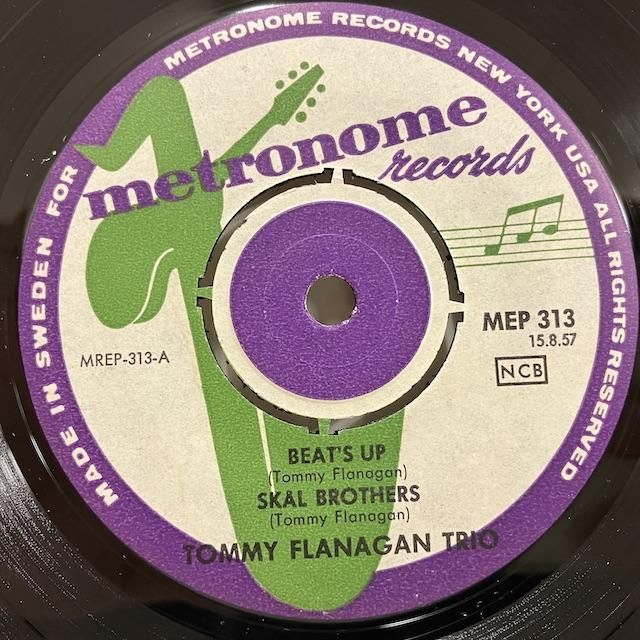 MADE IN SWEDEN FOR METRONOME RECORDS NEW YORK USA ALL RIGHTS RESERVED
metronome
records
MEP 313
15.8.57
NCB
MREP-313-A
BEAT'S UP
(Tommy Flanagan)
SKÅL BROTHERS
(Tommy Flanagan)
TOMMY FLANAGAN TRIO